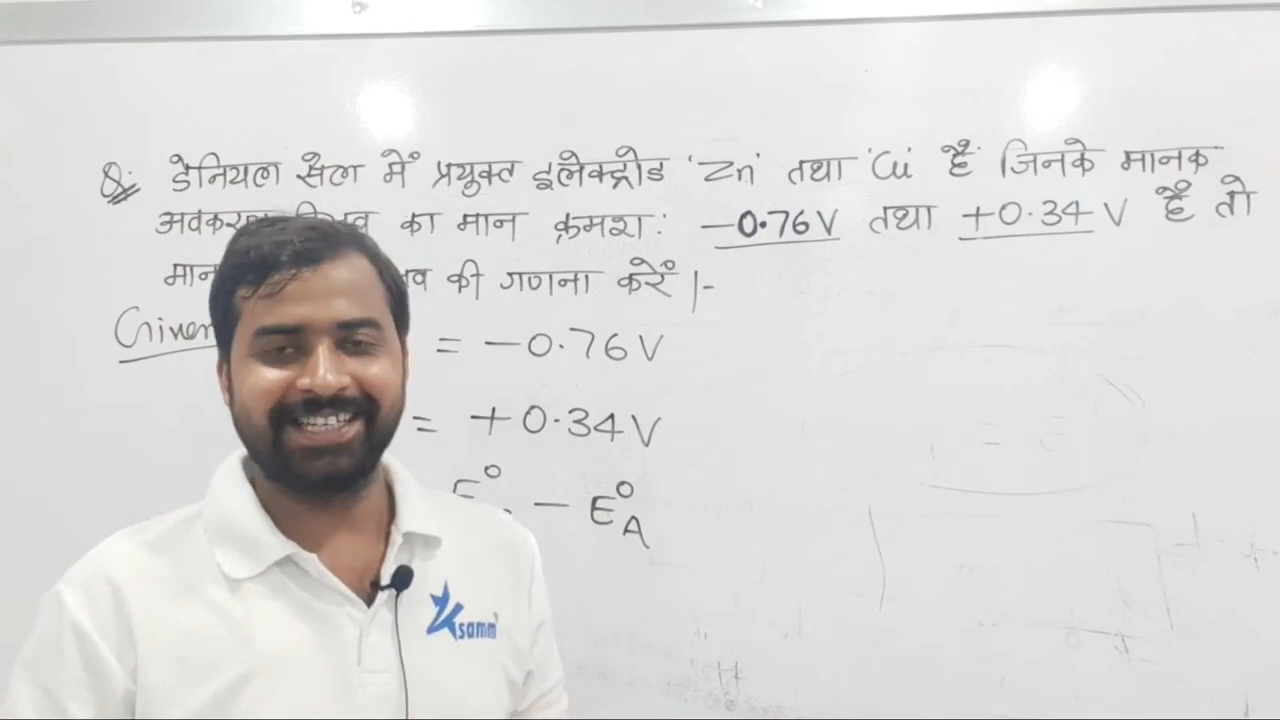 Q: डेनियल सेल में प्रयुक्त इलेक्ट्रोड 'Zn' तथा 'Cu' हैं जिनके मानक
का मान क्रमशः -0.76V तथा +0.34V हैं तो
की गणना करें ।-
Given = -0.76V
= +0.34V
- E°A
samm